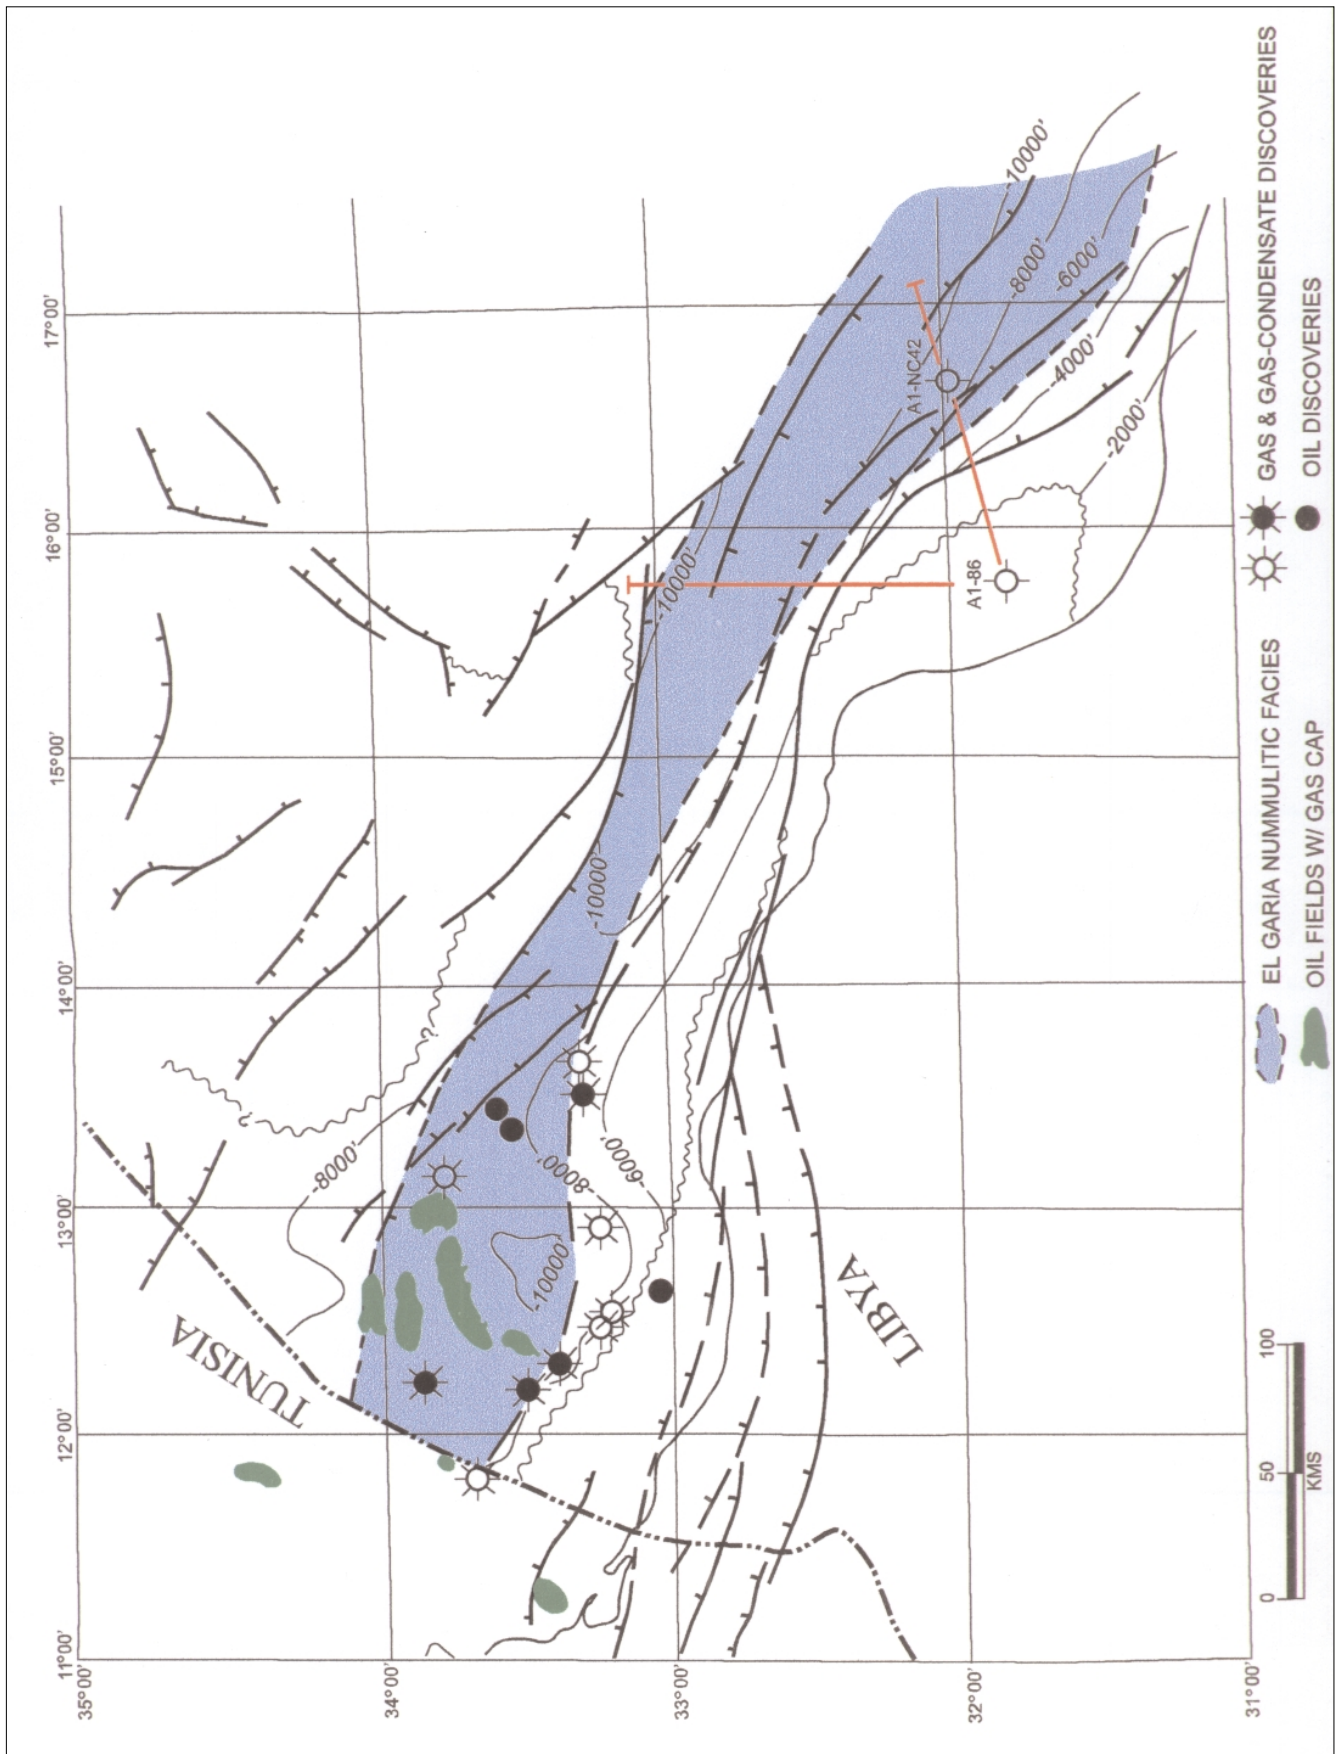 35°00'
34°00'
33°00'
32°00'
31°00'
11°00'
12°00'
13°00'
14°00'
15°00'
16°00'
17°00'
TUNISIA
LIBYA
?
?
-8000'
-10000'
-8000'
-6000'
-10000'
-10000'
-10000'
-8000'
-6000'
-4000'
-2000'
A1-NC42
A1-86
0 50 100
KMS
EL GARIA NUMMULITIC FACIES
GAS & GAS-CONDENSATE DISCOVERIES
OIL FIELDS W/ GAS CAP
OIL DISCOVERIES